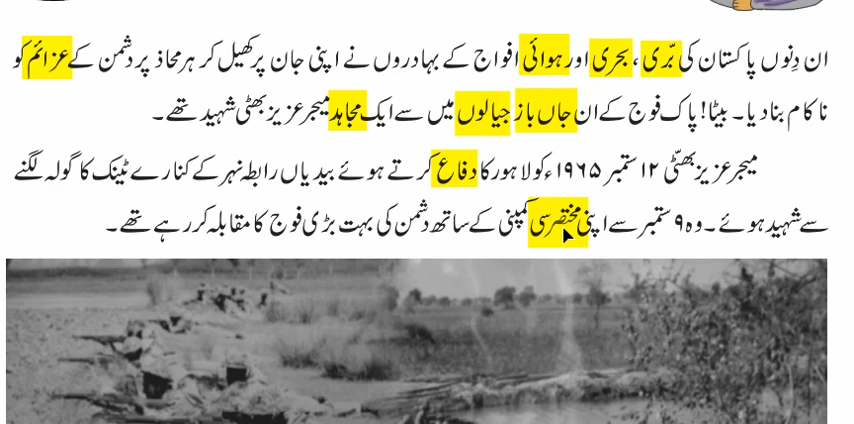 ان دِنوں پاکستان کی بّری ، بحری اور ہوائی افواج کے بہادروں نے اپنی جان پر کھیل کر ہر محاذ پر دشمن کے عزائم کو
ناکام بنا دیا۔ بیٹا! پاک فوج کے ان جاں باز جیالوں میں سے ایک مجاہد میجر عزیز بھٹی شہید تھے۔
میجر عزیز بھٹّی ۱۲ ستمبر ۱۹۶۵ء کو لاہور کا دفاع کرتے ہوئے بیدیاں رابطہ نہر کے کنارے ٹینک کا گولہ لگنے
سے شہید ہوئے۔ وہ ۹ ستمبر سے اپنی مختصر سی کمپنی کے ساتھ دشمن کی بہت بڑی فوج کا مقابلہ کر رہے تھے۔